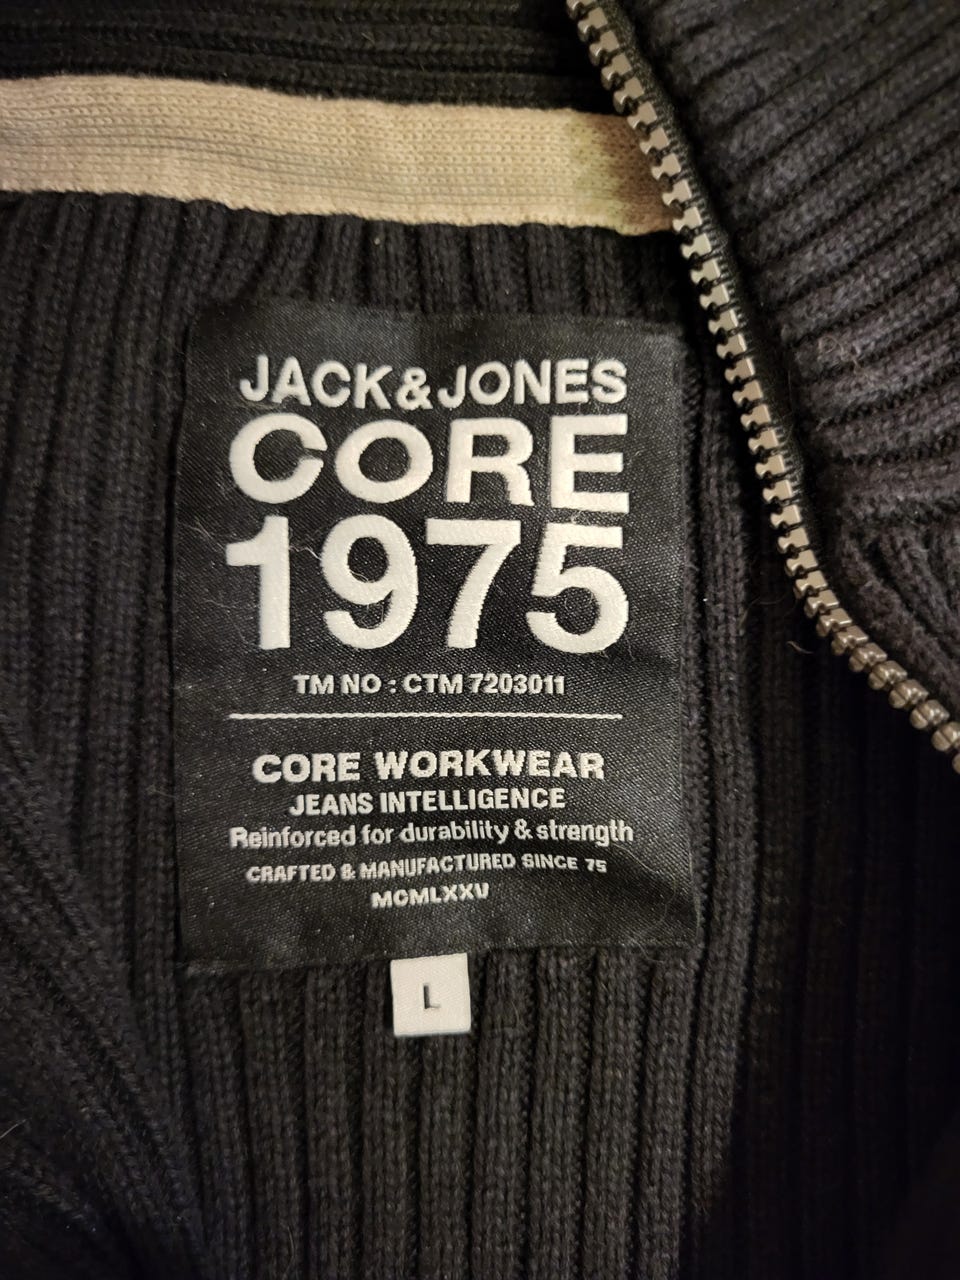 JACK&JONES
CORE
1975
TM NO : CTM 7203011
CORE WORKWEAR
JEANS INTELLIGENCE
Reinforced for durability & strength
CRAFTED & MANUFACTURED SINCE 75
MCMLXXV
L